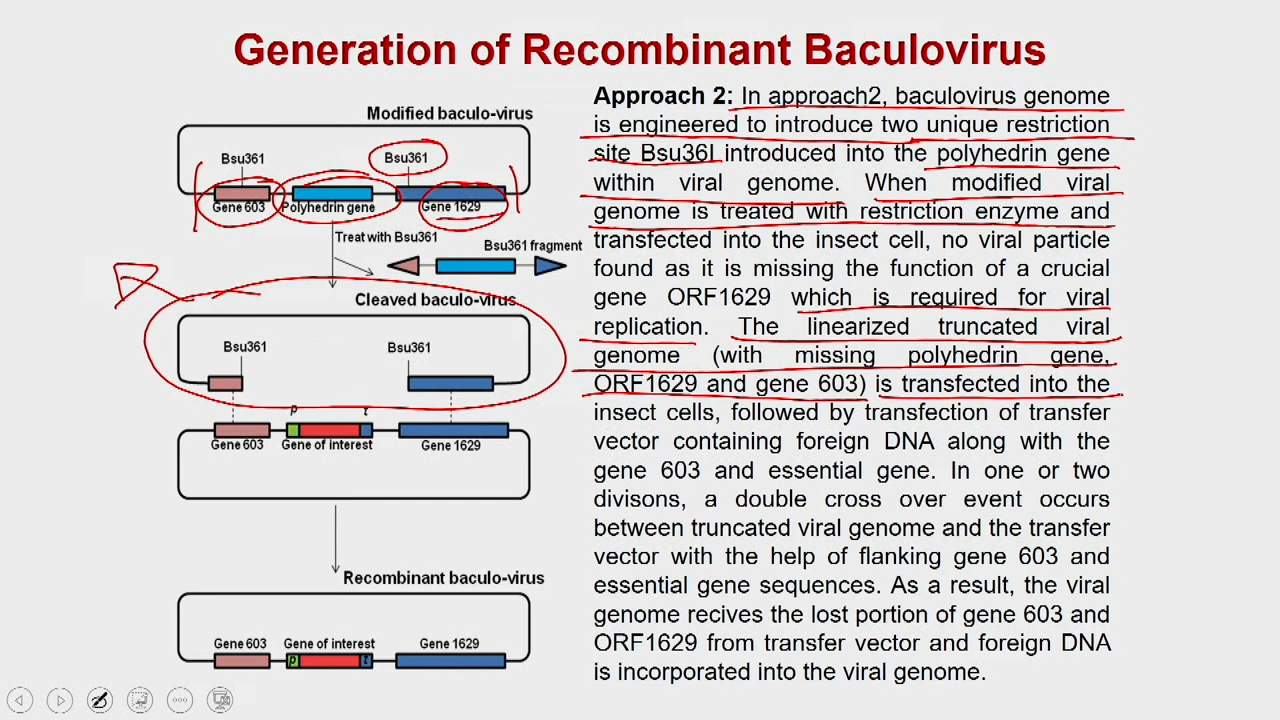 Generation of Recombinant Baculovirus
Modified baculo-virus
Bsu361
Bsu361
Gene 603
Polyhedrin gene
Gene 1629
Treat with Bsu361
Bsu361 fragment
Cleaved baculo-virus
Bsu361
Bsu361
p
t
Gene 603
Gene of interest
Gene 1629
Recombinant baculo-virus
Gene 603
Gene of interest
Gene 1629
p
t
Approach 2: In approach2, baculovirus genome
is engineered to introduce two unique restriction
site Bsu36I introduced into the polyhedrin gene
within viral genome. When modified viral
genome is treated with restriction enzyme and
transfected into the insect cell, no viral particle
found as it is missing the function of a crucial
gene ORF1629 which is required for viral
replication. The linearized truncated viral
genome (with missing polyhedrin gene,
ORF1629 and gene 603) is transfected into the
insect cells, followed by transfection of transfer
vector containing foreign DNA along with the
gene 603 and essential gene. In one or two
divisons, a double cross over event occurs
between truncated viral genome and the transfer
vector with the help of flanking gene 603 and
essential gene sequences. As a result, the viral
genome recives the lost portion of gene 603 and
ORF1629 from transfer vector and foreign DNA
is incorporated into the viral genome.